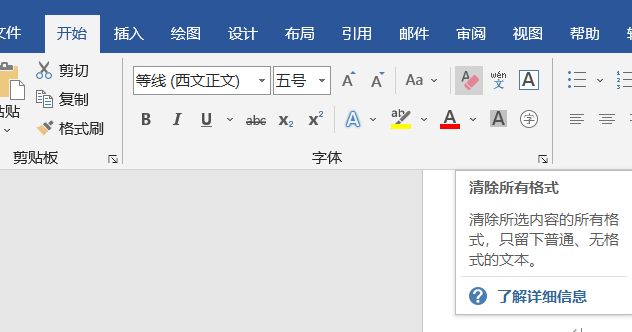 开始 插入 绘图 设计 布局 引用 邮件 审阅 视图 帮助
剪切
复制
格式刷
剪贴板
等线 (西文正文) 五号 A A Aa A wén 文 A
B I U abc x₂ x² A ab A A 字
字体
清除所有格式
清除所选内容的所有格
式，只留下普通、无格
式的文本。
? 了解详细信息